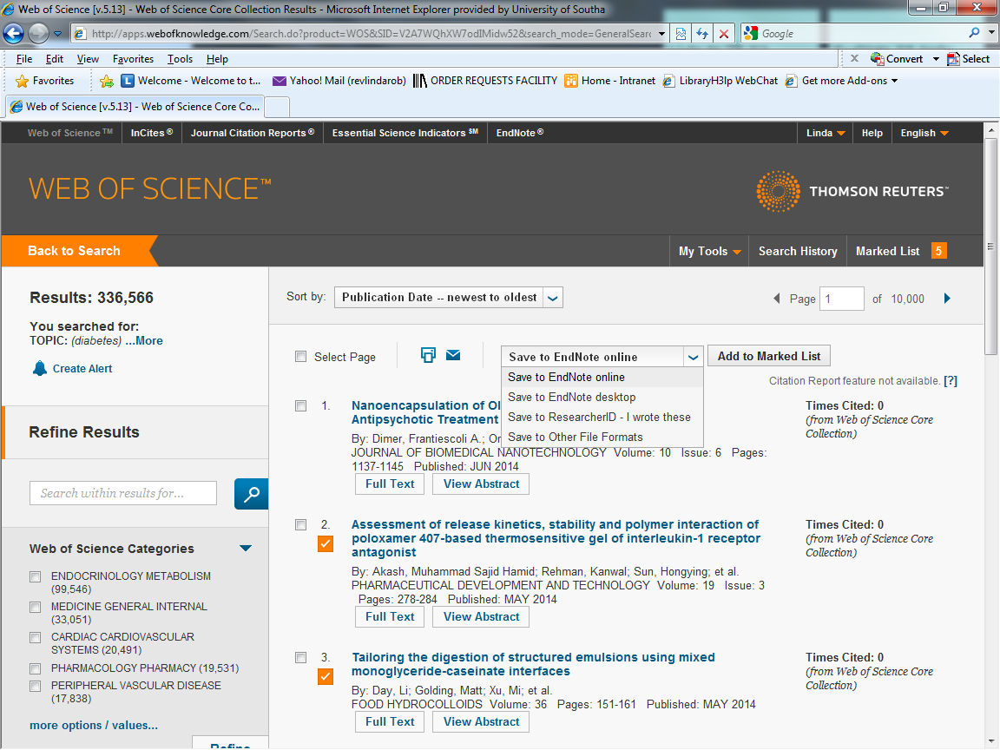 Web of Science [v.5.13] - Web of Science Core Collection Results - Microsoft Internet Explorer provided by University of Southa
http://apps.webofknowledge.com/Search.do?product=WOS&SID=V2A7WQhXW7odIMidw52&search_mode=GeneralSearc
Google
File Edit View Favorites Tools Help
Convert Select
Favorites Welcome - Welcome to t... Yahoo! Mail (revlindarob) ORDER REQUESTS FACILITY Home - Intranet LibraryH3lp WebChat Get more Add-ons
Web of Science [v.5.13] - Web of Science Core Co...
Web of Science™ InCites® Journal Citation Reports® Essential Science Indicators℠ EndNote® Linda Help English
WEB OF SCIENCE™
THOMSON REUTERS™
Back to Search My Tools Search History Marked List 5
Results: 336,566
You searched for:
TOPIC: (diabetes) ...More
Create Alert
Refine Results
Search within results for...
Web of Science Categories
ENDOCRINOLOGY METABOLISM
(99,546)
MEDICINE GENERAL INTERNAL
(33,051)
CARDIAC CARDIOVASCULAR
SYSTEMS (20,491)
PHARMACOLOGY PHARMACY (19,531)
PERIPHERAL VASCULAR DISEASE
(17,838)
more options / values...
Refine
Sort by: Publication Date -- newest to oldest
Page 1 of 10,000
Select Page
Save to EndNote online
Add to Marked List
Save to EndNote online
Save to EndNote desktop
Save to ResearcherID - I wrote these
Save to Other File Formats
Citation Report feature not available. [?]
1. Nanoencapsulation of Ol
Antipsychotic Treatment
By: Dimer, Frantiescoli A.; Or
JOURNAL OF BIOMEDICAL NANOTECHNOLOGY Volume: 10 Issue: 6 Pages:
1137-1145 Published: JUN 2014
Full Text View Abstract
Times Cited: 0
(from Web of Science Core
Collection)
2. Assessment of release kinetics, stability and polymer interaction of
poloxamer 407-based thermosensitive gel of interleukin-1 receptor
antagonist
By: Akash, Muhammad Sajid Hamid; Rehman, Kanwal; Sun, Hongying; et al.
PHARMACEUTICAL DEVELOPMENT AND TECHNOLOGY Volume: 19 Issue: 3
Pages: 278-284 Published: MAY 2014
Full Text View Abstract
Times Cited: 0
(from Web of Science Core
Collection)
3. Tailoring the digestion of structured emulsions using mixed
monoglyceride-caseinate interfaces
By: Day, Li; Golding, Matt; Xu, Mi; et al.
FOOD HYDROCOLLOIDS Volume: 36 Pages: 151-161 Published: MAY 2014
Full Text View Abstract
Times Cited: 0
(from Web of Science Core
Collection)